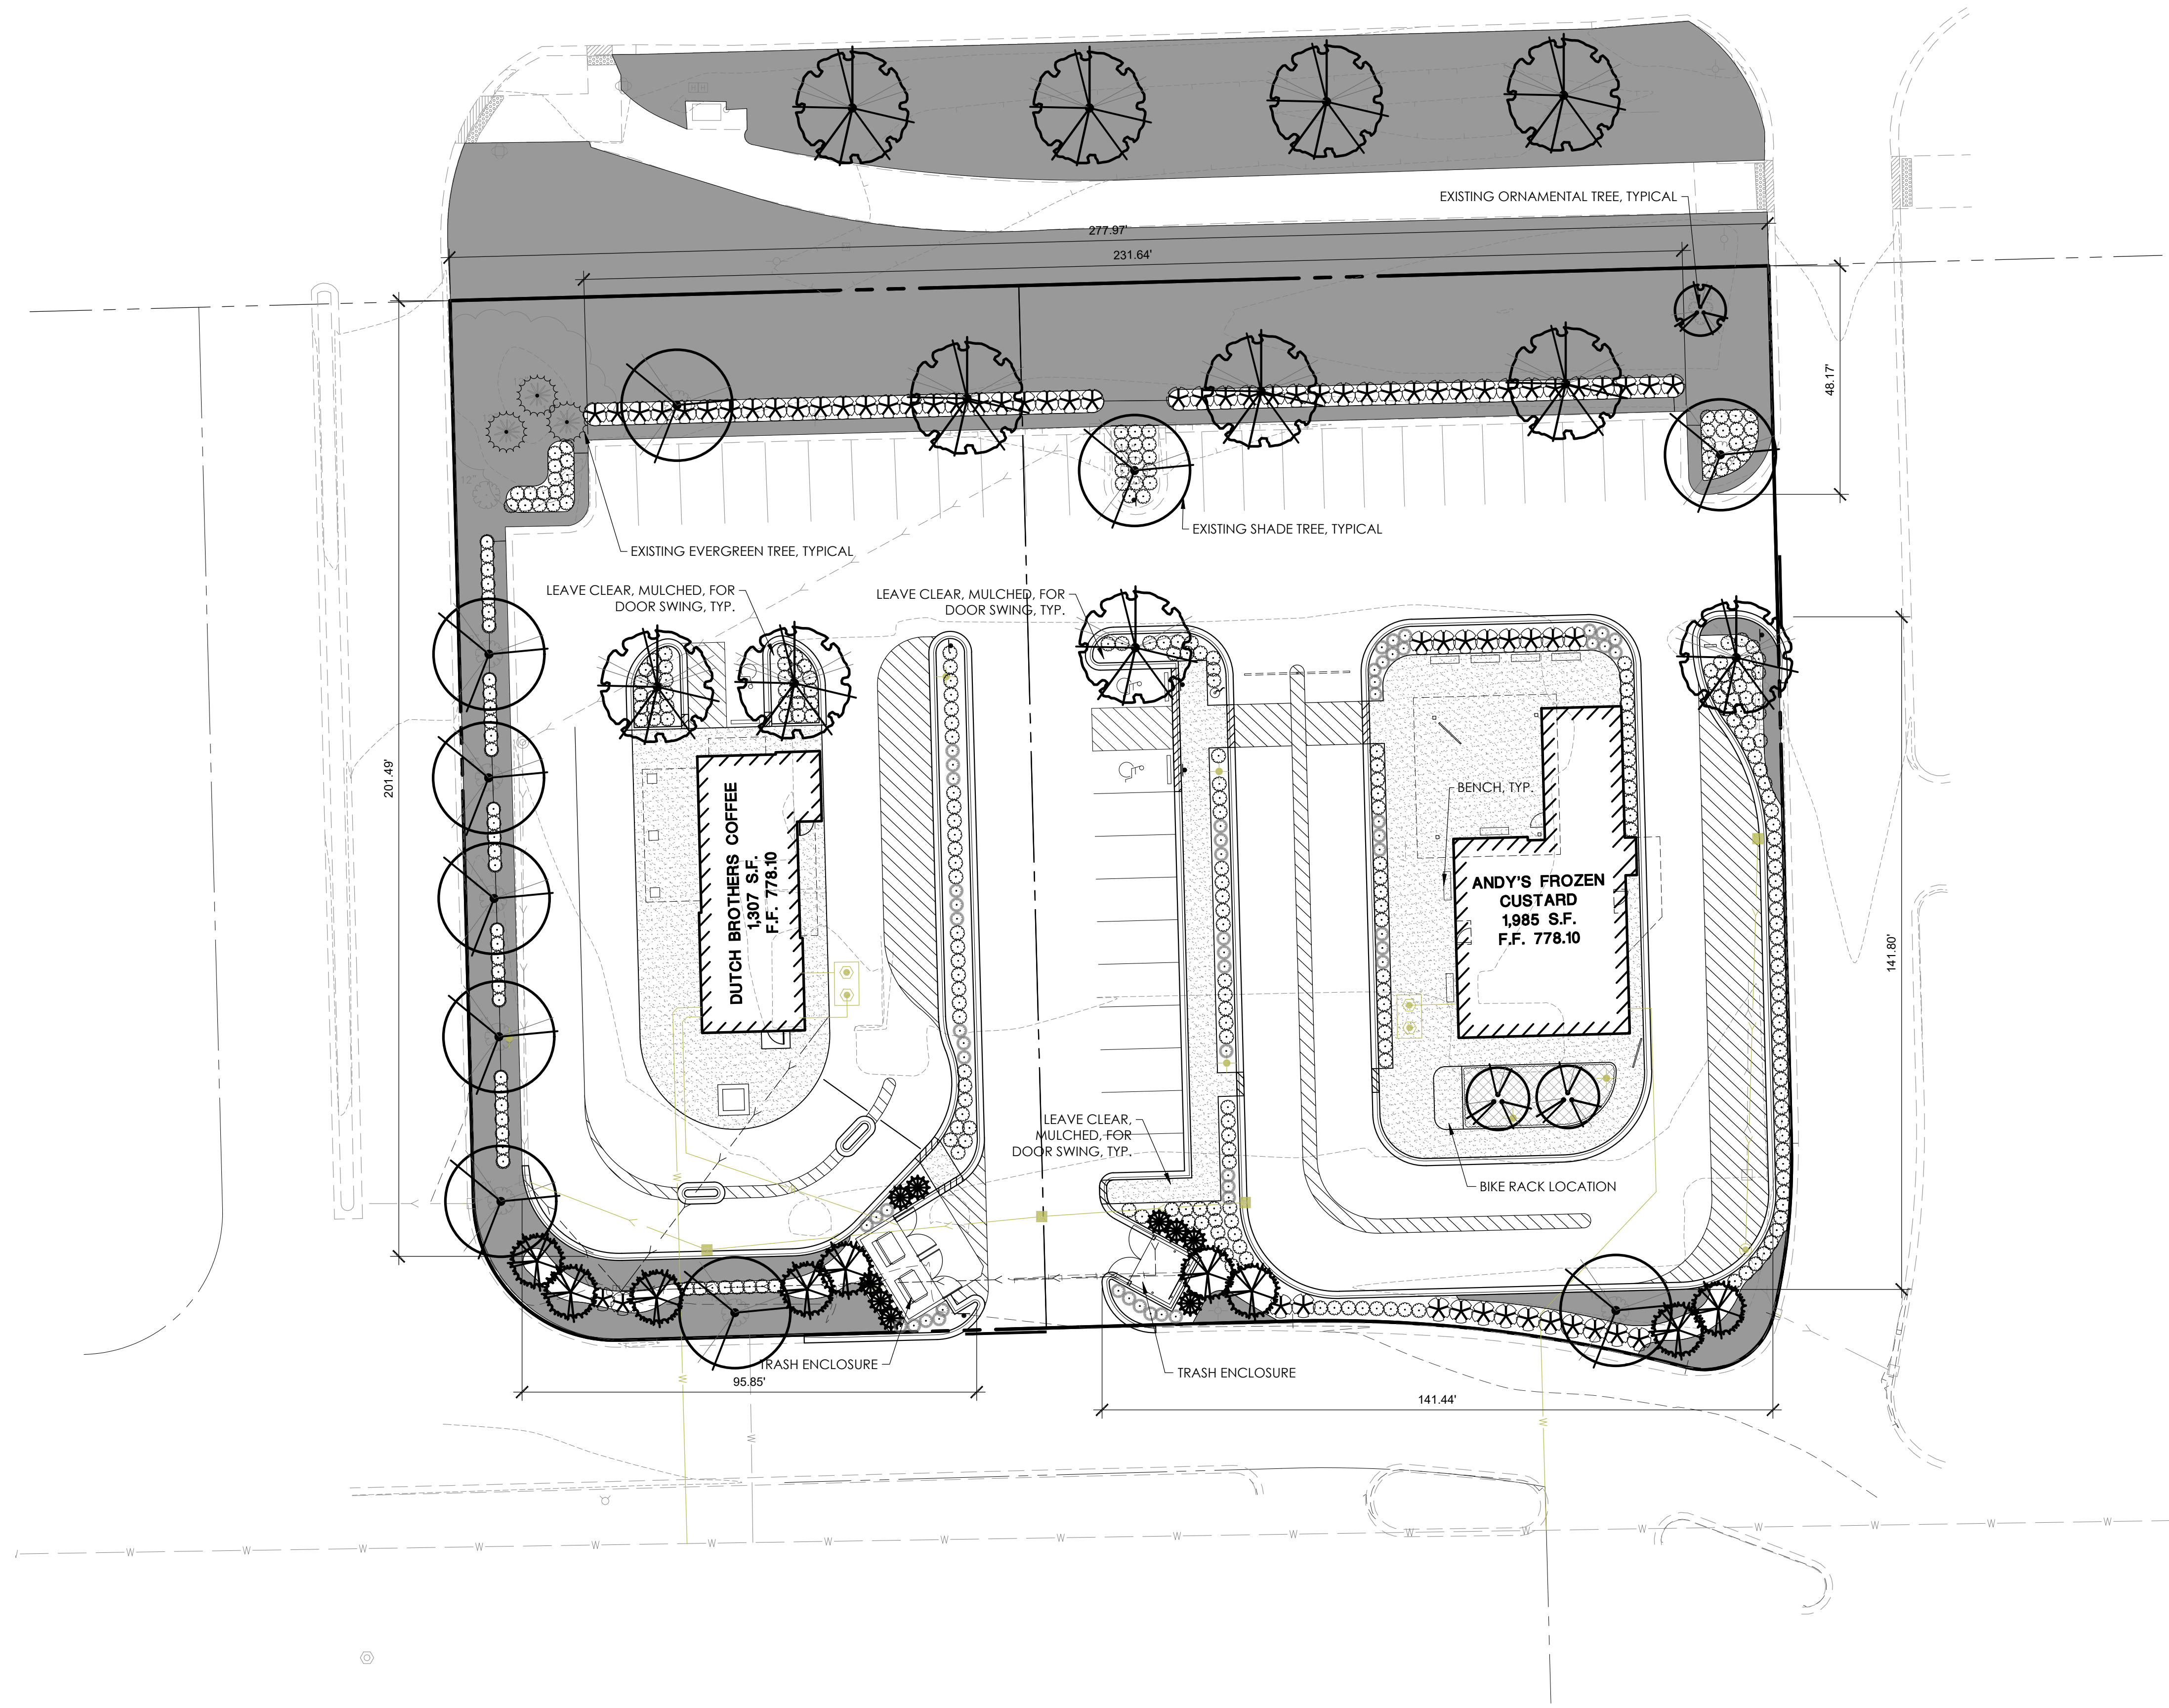 EXISTING ORNAMENTAL TREE, TYPICAL
277.97'
231.64'
48.17'
EXISTING SHADE TREE, TYPICAL
EXISTING EVERGREEN TREE, TYPICAL
12"
LEAVE CLEAR, MULCHED, FOR
DOOR SWING, TYP.
LEAVE CLEAR, MULCHED, FOR
DOOR SWING, TYP.
201.49'
DUTCH BROTHERS COFFEE
1,307 S.F.
F.F. 778.10
BENCH, TYP.
ANDY'S FROZEN
CUSTARD
1,985 S.F.
F.F. 778.10
141.80'
LEAVE CLEAR,
MULCHED, FOR
DOOR SWING, TYP.
BIKE RACK LOCATION
TRASH ENCLOSURE
TRASH ENCLOSURE
95.85'
141.44'
W
W
W
W
W
W W W W W W W W W W W W W W W W W W